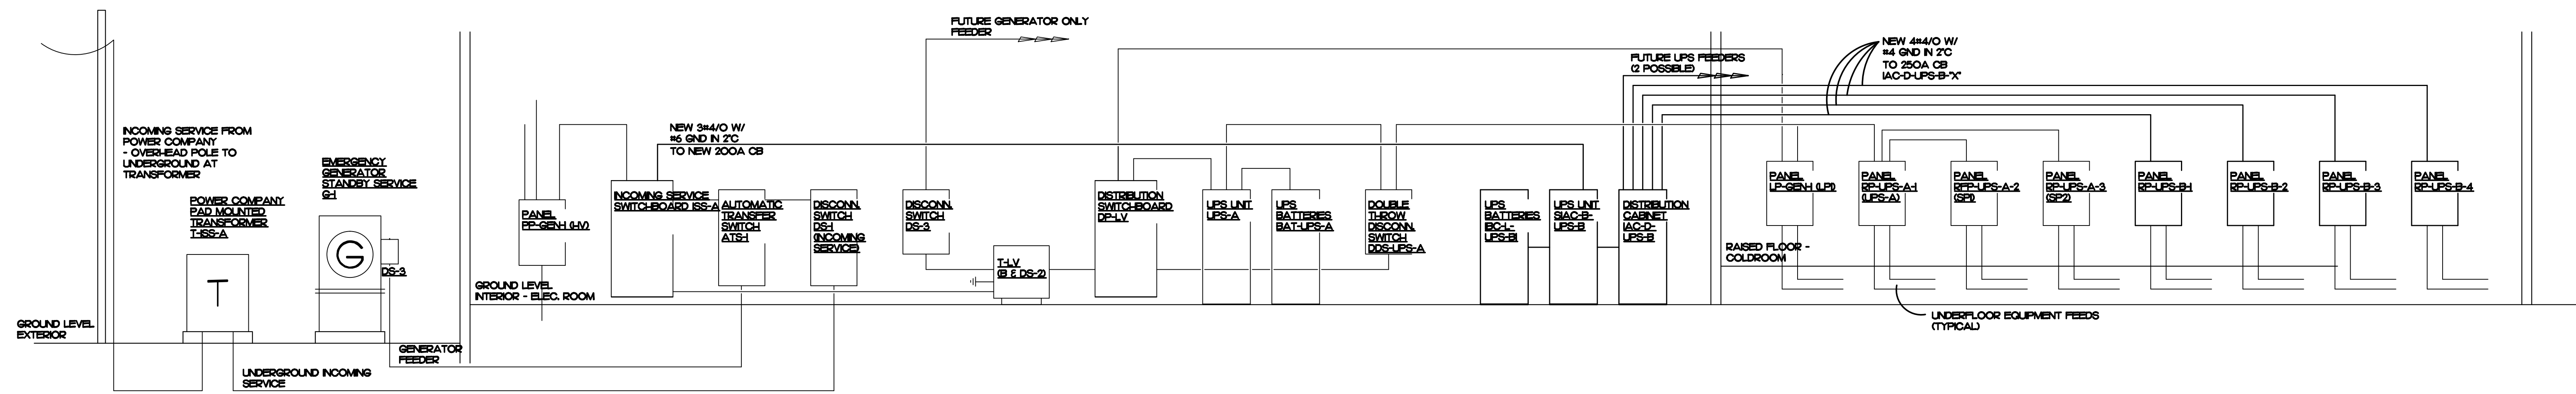 FUTURE GENERATOR ONLY
FEEDER
FUTURE UPS FEEDERS
(2 POSSIBLE)
NEW 4#4/O W/
#4 GND IN 2"C
TO 250A CB
IAC-D-UPS-B-"X"
INCOMING SERVICE FROM
POWER COMPANY
- OVERHEAD POLE TO
UNDERGROUND AT
TRANSFORMER
POWER COMPANY
PAD MOUNTED
TRANSFORMER
T-ISS-A
T
EMERGENCY
GENERATOR
STANDBY SERVICE
G-1
G
DS-3
GROUND LEVEL
EXTERIOR
GENERATOR
FEEDER
UNDERGROUND INCOMING
SERVICE
GROUND LEVEL
INTERIOR - ELEC. ROOM
PANEL
PP-GEN-1 (HV)
NEW 3#4/O W/
#6 GND IN 2"C
TO NEW 200A CB
INCOMING SERVICE
SWITCHBOARD ISS-A
AUTOMATIC
TRANSFER
SWITCH
ATS-1
DISCONN.
SWITCH
DS-1
(INCOMING
SERVICE)
DISCONN.
SWITCH
DS-3
T-LV
(B & DS-2)
DISTRIBUTION
SWITCHBOARD
DP-LV
UPS UNIT
UPS-A
UPS
BATTERIES
BAT-UPS-A
DOUBLE
THROW
DISCONN.
SWITCH
DDS-UPS-A
UPS
BATTERIES
IBC-L-
UPS-B1
UPS UNIT
SIAC-B-
UPS-B
DISTRIBUTION
CABINET
IAC-D-
UPS-B
RAISED FLOOR -
COLDROOM
PANEL
LP-GEN-1 (LP1)
PANEL
RP-UPS-A-1
(UPS-A)
PANEL
RFP-UPS-A-2
(SP1)
PANEL
RP-UPS-A-3
(SP2)
PANEL
RP-UPS-B-1
PANEL
RP-UPS-B-2
PANEL
RP-UPS-B-3
PANEL
RP-UPS-B-4
UNDERFLOOR EQUIPMENT FEEDS
(TYPICAL)